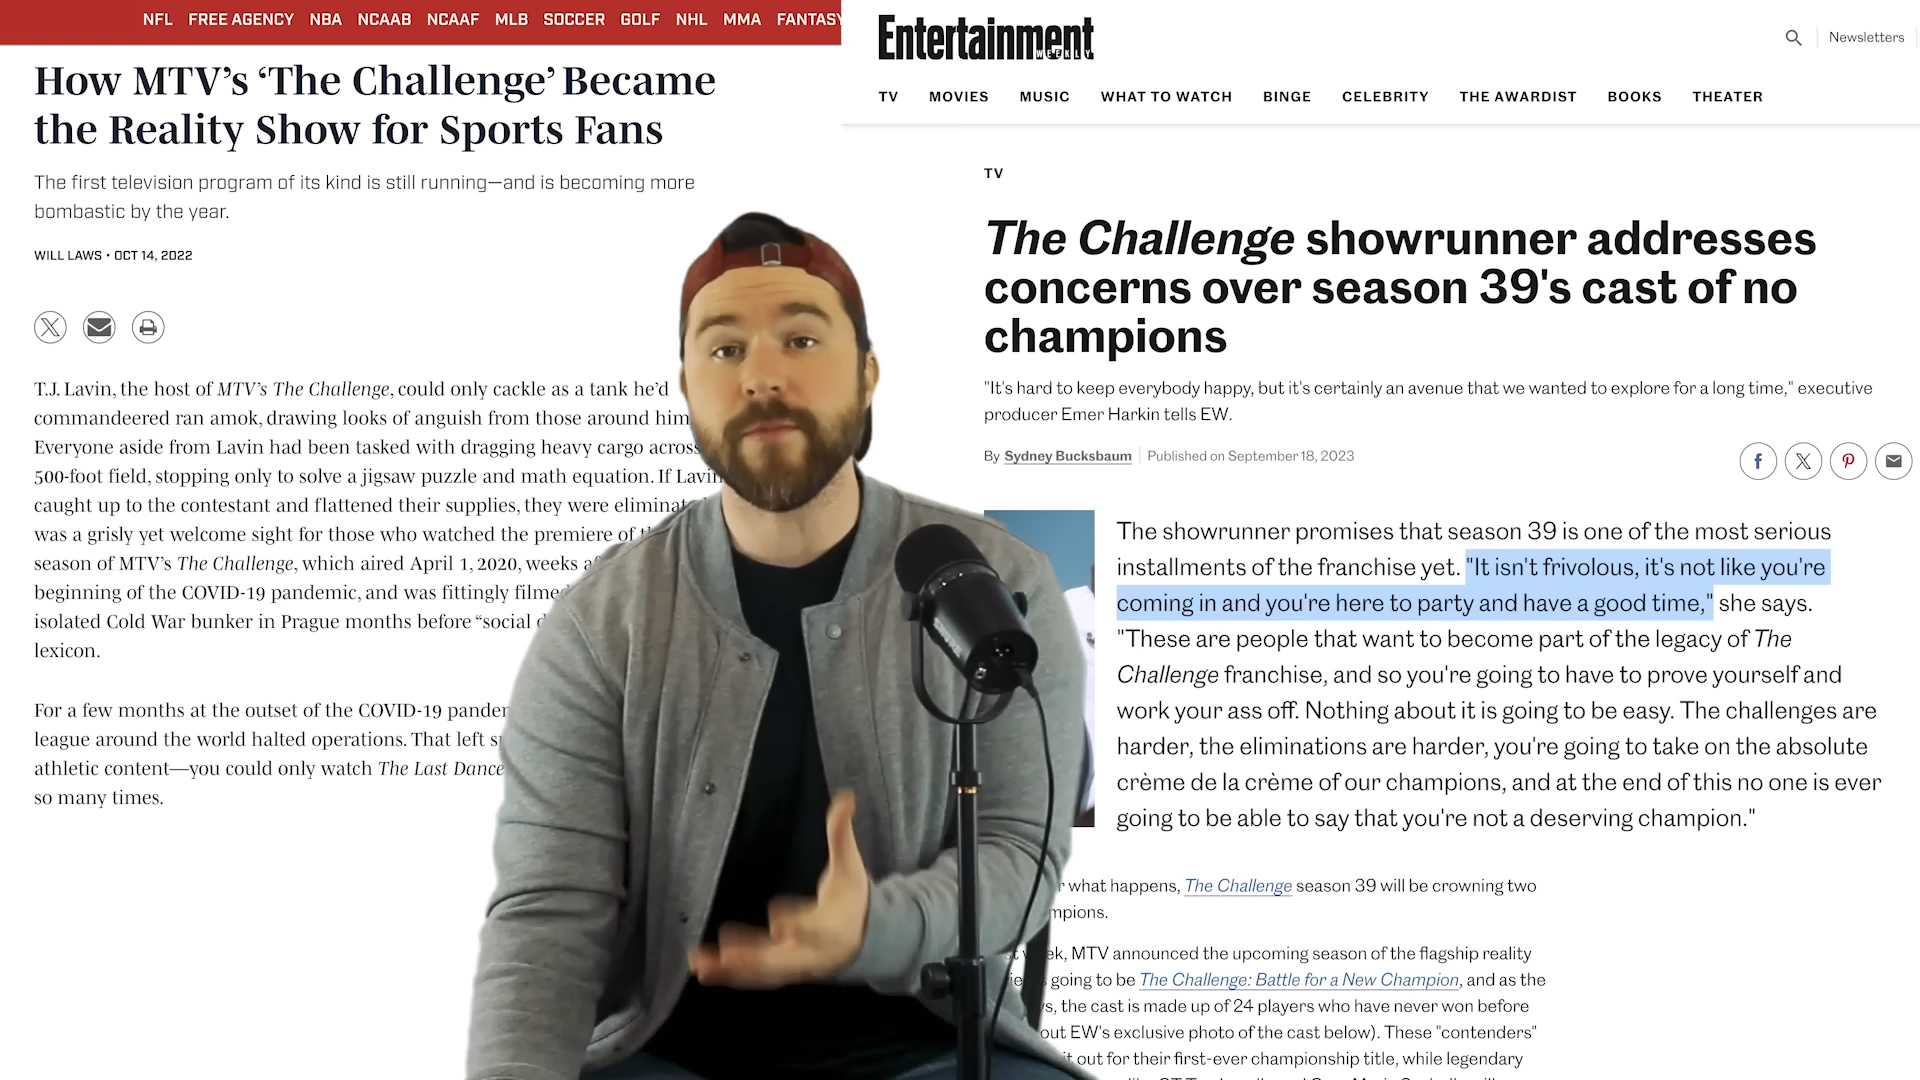 NFL FREE AGENCY NBA NCAAB NCAAF MLB SOCCER GOLF NHL MMA FANTASY
How MTV’s ‘The Challenge’ Became
the Reality Show for Sports Fans
The first television program of its kind is still running—and is becoming more
bombastic by the year.
WILL LAWS • OCT 14, 2022
T.J. Lavin, the host of MTV’s The Challenge, could only cackle as a tank he’d
commandeered ran amok, drawing looks of anguish from those around him
Everyone aside from Lavin had been tasked with dragging heavy cargo across
500-foot field, stopping only to solve a jigsaw puzzle and math equation. If Lavin
caught up to the contestant and flattened their supplies, they were
was a grisly yet welcome sight for those who watched the premiere of
season of MTV’s The Challenge, which aired April 1, 2020, weeks
beginning of the COVID-19 pandemic, and was fittingly filmed
isolated Cold War bunker in Prague months before “social
lexicon.
For a few months at the outset of the COVID-19
league around the world halted operations. That left
athletic content—you could only watch The Last Dance
so many times.
Entertainment
WEEKLY
Newsletters
TV MOVIES MUSIC WHAT TO WATCH BINGE CELEBRITY THE AWARDIST BOOKS THEATER
TV
The Challenge showrunner addresses
concerns over season 39's cast of no
champions
"It's hard to keep everybody happy, but it's certainly an avenue that we wanted to explore for a long time," executive
producer Emer Harkin tells EW.
By Sydney Bucksbaum Published on September 18, 2023
The showrunner promises that season 39 is one of the most serious
installments of the franchise yet. "It isn't frivolous, it's not like you're
coming in and you're here to party and have a good time," she says.
"These are people that want to become part of the legacy of The
Challenge franchise, and so you're going to have to prove yourself and
work your ass off. Nothing about it is going to be easy. The challenges are
harder, the eliminations are harder, you're going to take on the absolute
crème de la crème of our champions, and at the end of this no one is ever
going to be able to say that you're not a deserving champion."
what happens, The Challenge season 39 will be crowning two
MTV announced the upcoming season of the flagship reality
going to be The Challenge: Battle for a New Champion, and as the
the cast is made up of 24 players who have never won before
out EW's exclusive photo of the cast below). These "contenders"
it out for their first-ever championship title, while legendary